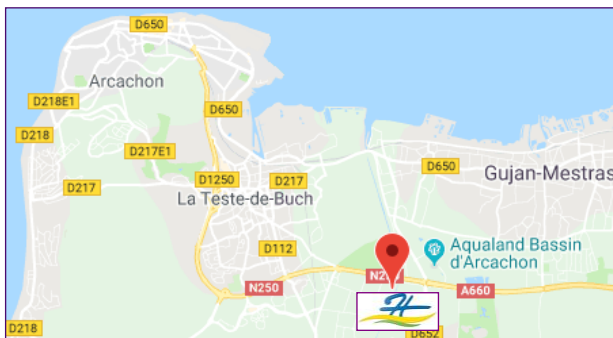 D650
Arcachon
D218E1
D650
D218
D217E1
D650
D217
D1250
D217
Gujan-Mestras
La Teste-de-Buch
D112
Aqualand Bassin
d'Arcachon
N250
A660
H
D218